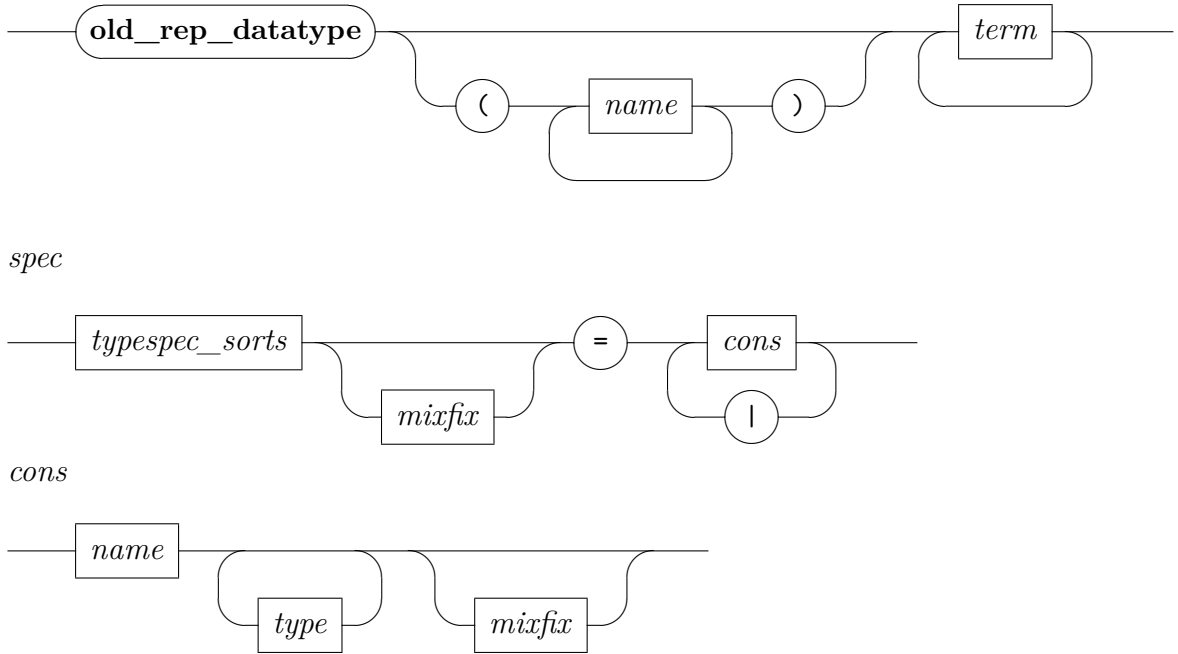 old_rep_datatype term
( name )
spec
typespec_sorts = cons
mixfix |
cons
name
type mixfix